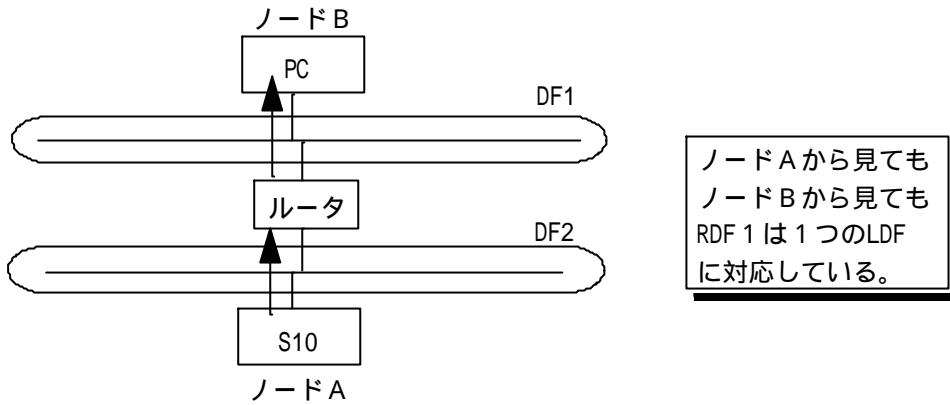 ノードB
PC
DF1
ルータ
DF2
S10
ノードA
ノードAから見ても
ノードBから見ても
RDF1は1つのLDF
に対応している。